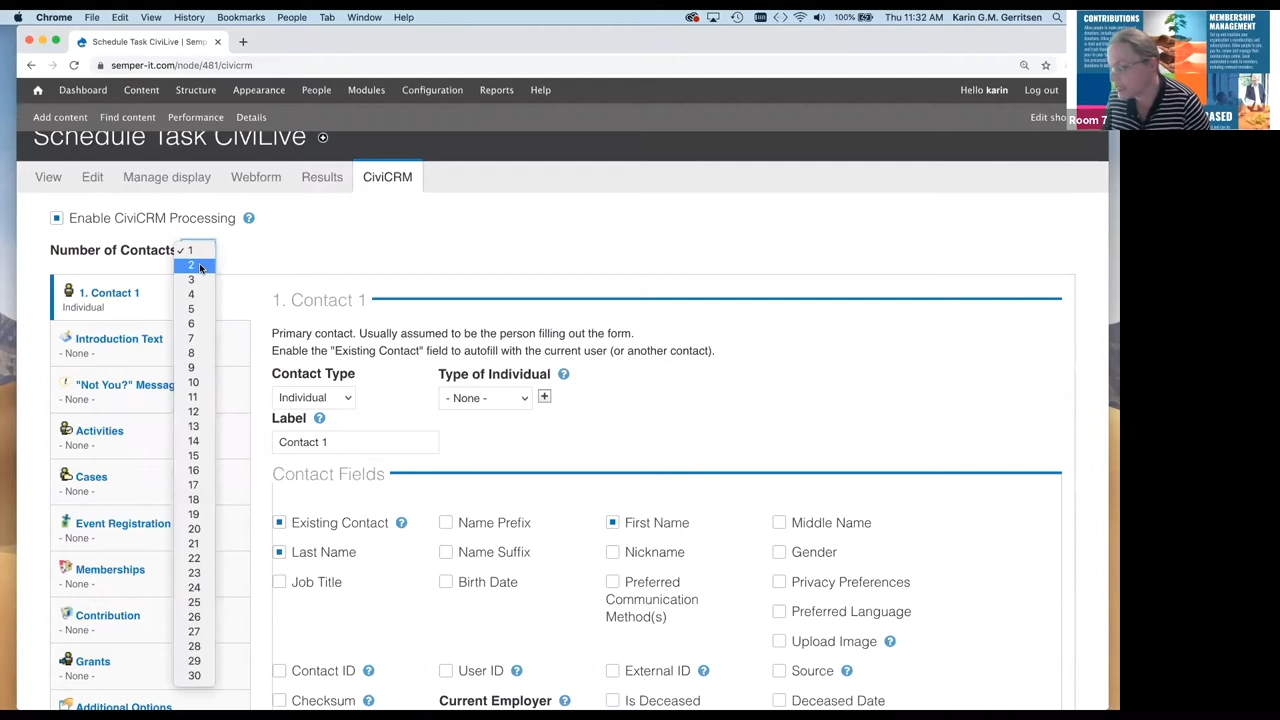 Chrome File Edit View History Bookmarks People Tab Window Help 100% Thu 11:32 AM Karin G.M. Gerritsen
CONTRIBUTIONS
MEMBERSHIP
MANAGEMENT
BASED
Room 7
Schedule Task CiviLive | Semp
semper-it.com/node/481/civicrm
Dashboard Content Structure Appearance People Modules Configuration Reports Help Hello karin Log out
Add content Find content Performance Details Edit sho
Schedule Task CIVILIVE
View Edit Manage display Webform Results CiviCRM
Enable CiviCRM Processing
Number of Contacts 1
2
3
4
5
6
7
8
9
10
11
12
13
14
15
16
17
18
19
20
21
22
23
24
25
26
27
28
29
30
1. Contact 1
Individual
Introduction Text
- None -
"Not You?" Messag
- None -
Activities
- None -
Cases
- None -
Event Registration
- None -
Memberships
- None -
Contribution
- None -
Grants
- None -
Additional Options
1. Contact 1
Primary contact. Usually assumed to be the person filling out the form.
Enable the "Existing Contact" field to autofill with the current user (or another contact).
Contact Type Type of Individual
Individual - None -
Label
Contact 1
Contact Fields
Existing Contact Name Prefix First Name Middle Name
Last Name Name Suffix Nickname Gender
Job Title Birth Date Preferred
Communication
Method(s)
Privacy Preferences
Preferred Language
Upload Image
Contact ID User ID External ID Source
Checksum Current Employer Is Deceased Deceased Date